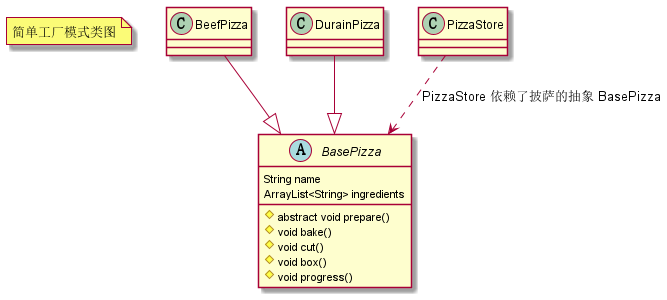 简单工厂模式类图
C BeefPizza
C DurainPizza
C PizzaStore
PizzaStore 依赖了披萨的抽象 BasePizza
A BasePizza
String name
ArrayList<String> ingredients
abstract void prepare()
void bake()
void cut()
void box()
void progress()